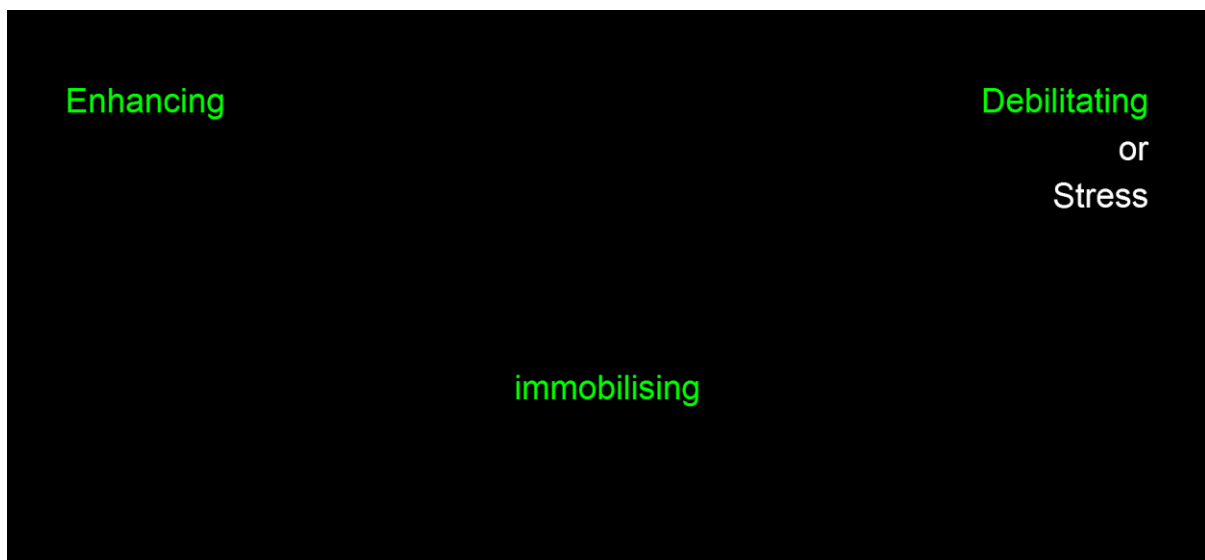 Enhancing
Debilitating
or
Stress
immobilising